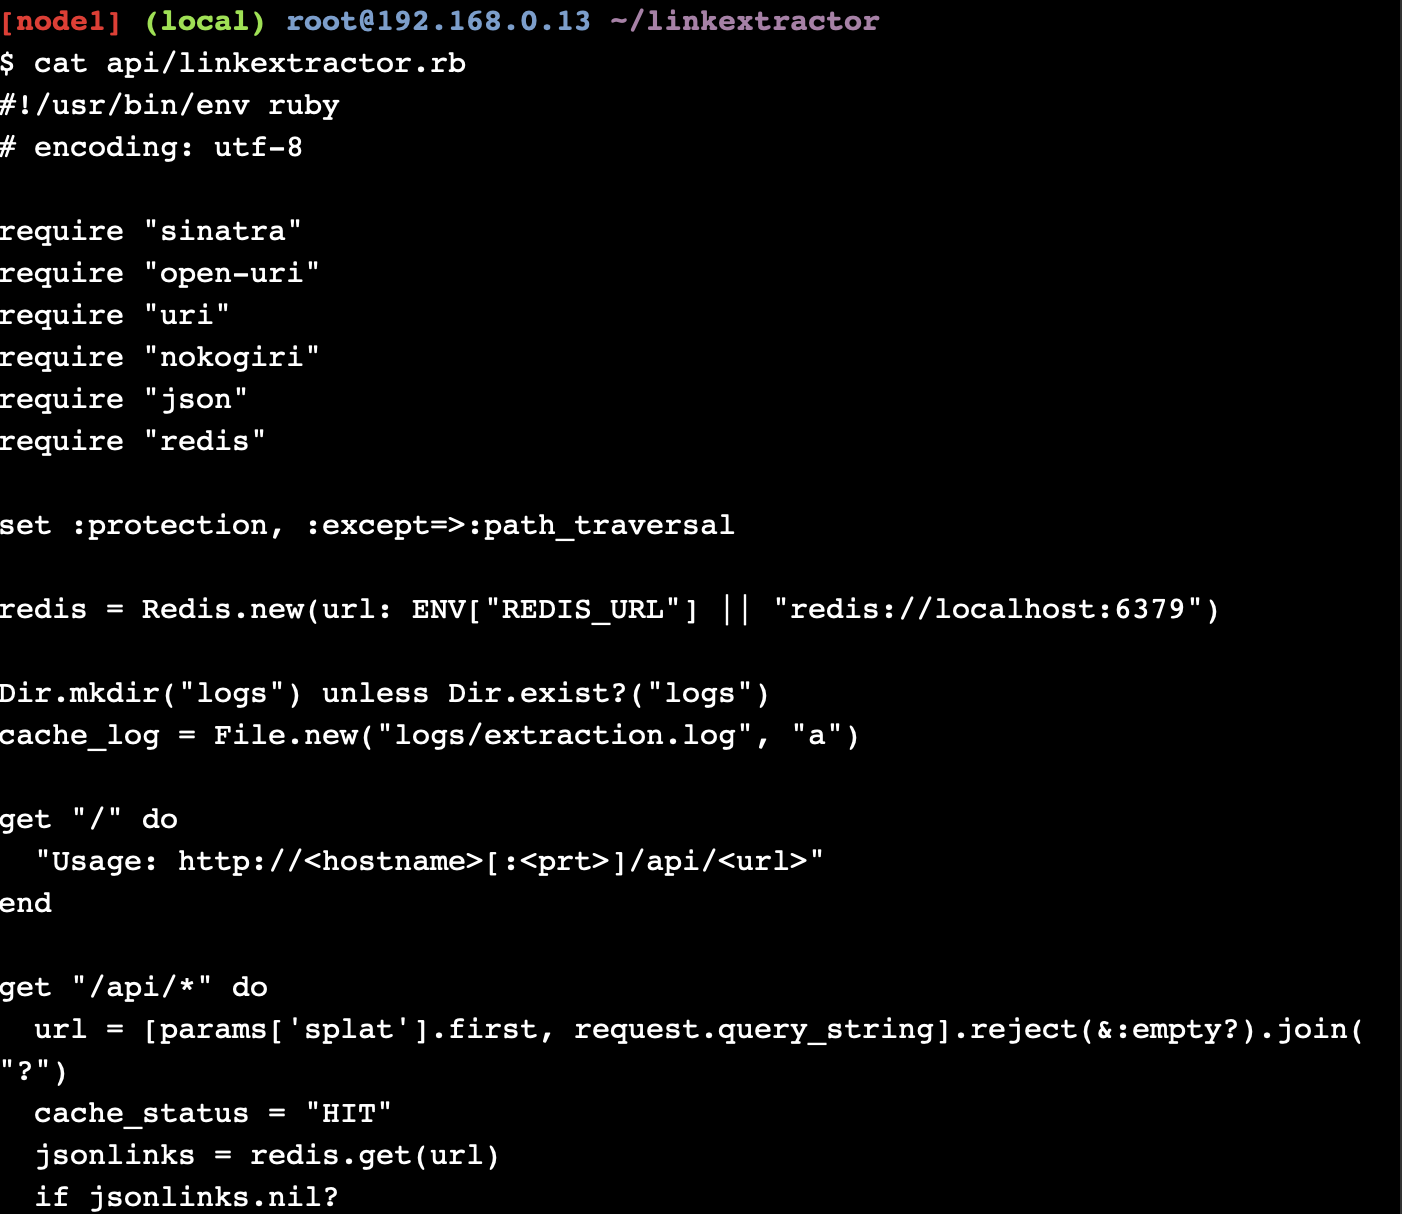 [node1] (local) root@192.168.0.13 ~/linkextractor
$ cat api/linkextractor.rb
#!/usr/bin/env ruby
# encoding: utf-8
require "sinatra"
require "open-uri"
require "uri"
require "nokogiri"
require "json"
require "redis"
set :protection, :except=>:path_traversal
redis = Redis.new(url: ENV["REDIS_URL"] || "redis://localhost:6379")
Dir.mkdir("logs") unless Dir.exist?("logs")
cache_log = File.new("logs/extraction.log", "a")
get "/" do
  "Usage: http://<hostname>[:<prt>]/api/<url>"
end
get "/api/*" do
  url = [params['splat'].first, request.query_string].reject(&:empty?).join(
"?")
  cache_status = "HIT"
  jsonlinks = redis.get(url)
  if jsonlinks.nil?